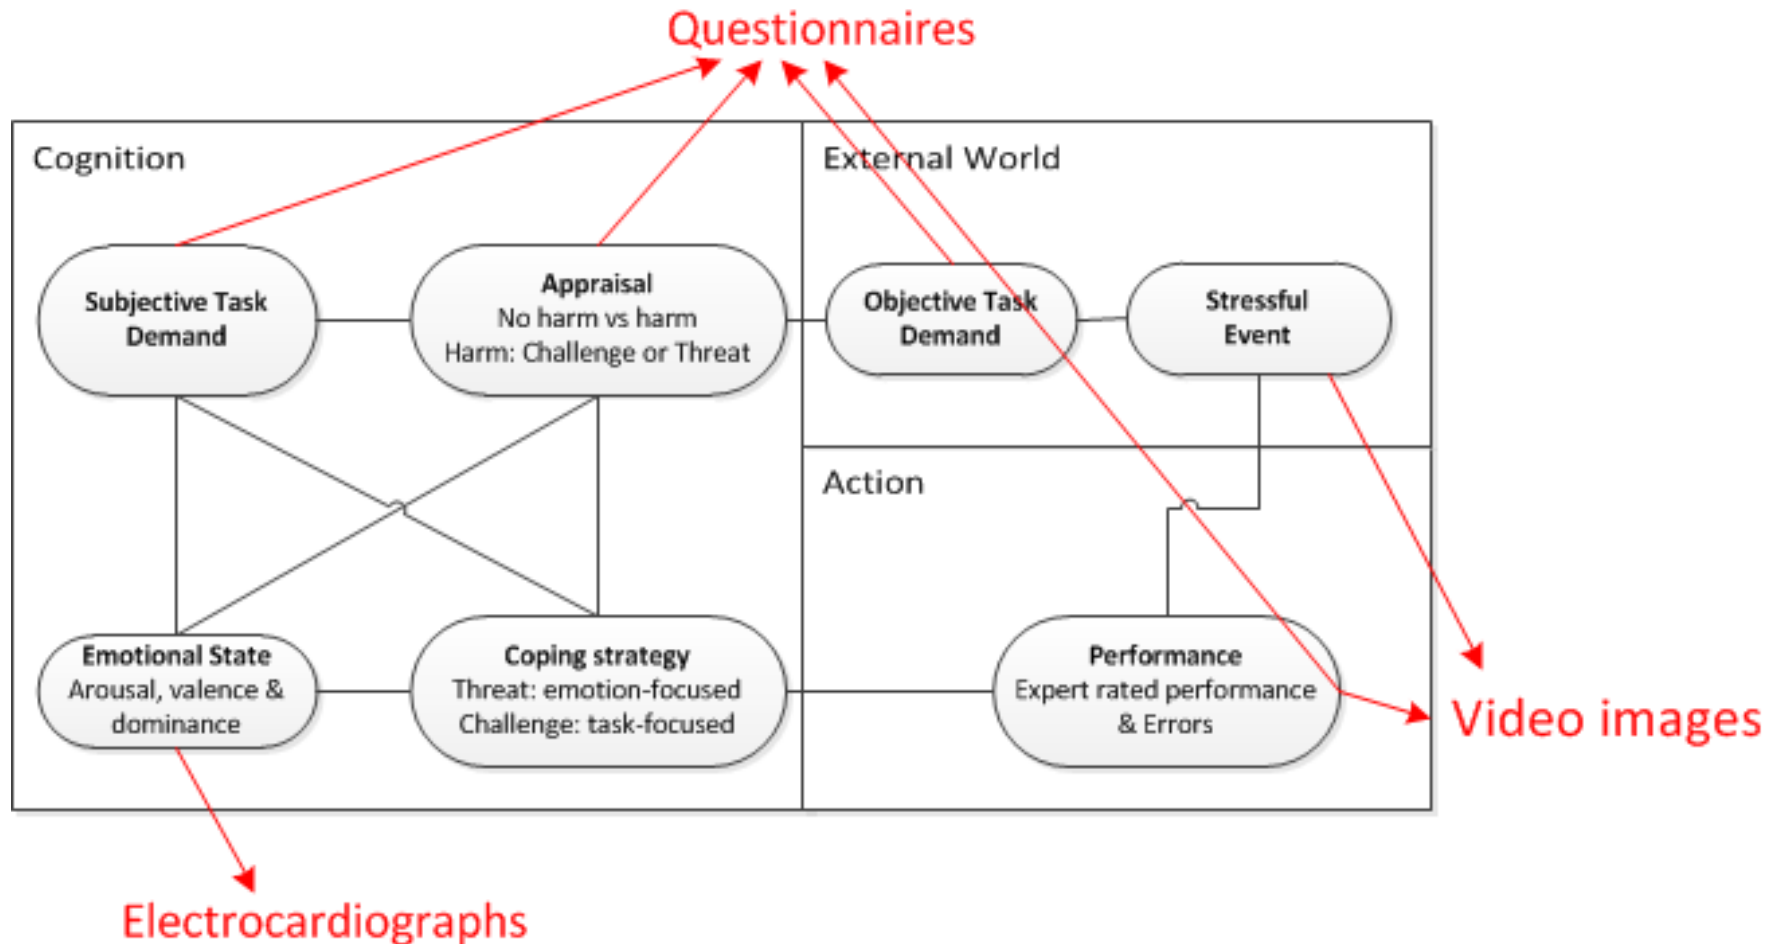 Questionnaires
Cognition
External World
Subjective Task
Demand
Appraisal
No harm vs harm
Harm: Challenge or Threat
Objective Task
Demand
Stressful
Event
Action
Emotional State
Arousal, valence &
dominance
Coping strategy
Threat: emotion-focused
Challenge: task-focused
Performance
Expert rated performance
& Errors
Video images
Electrocardiographs